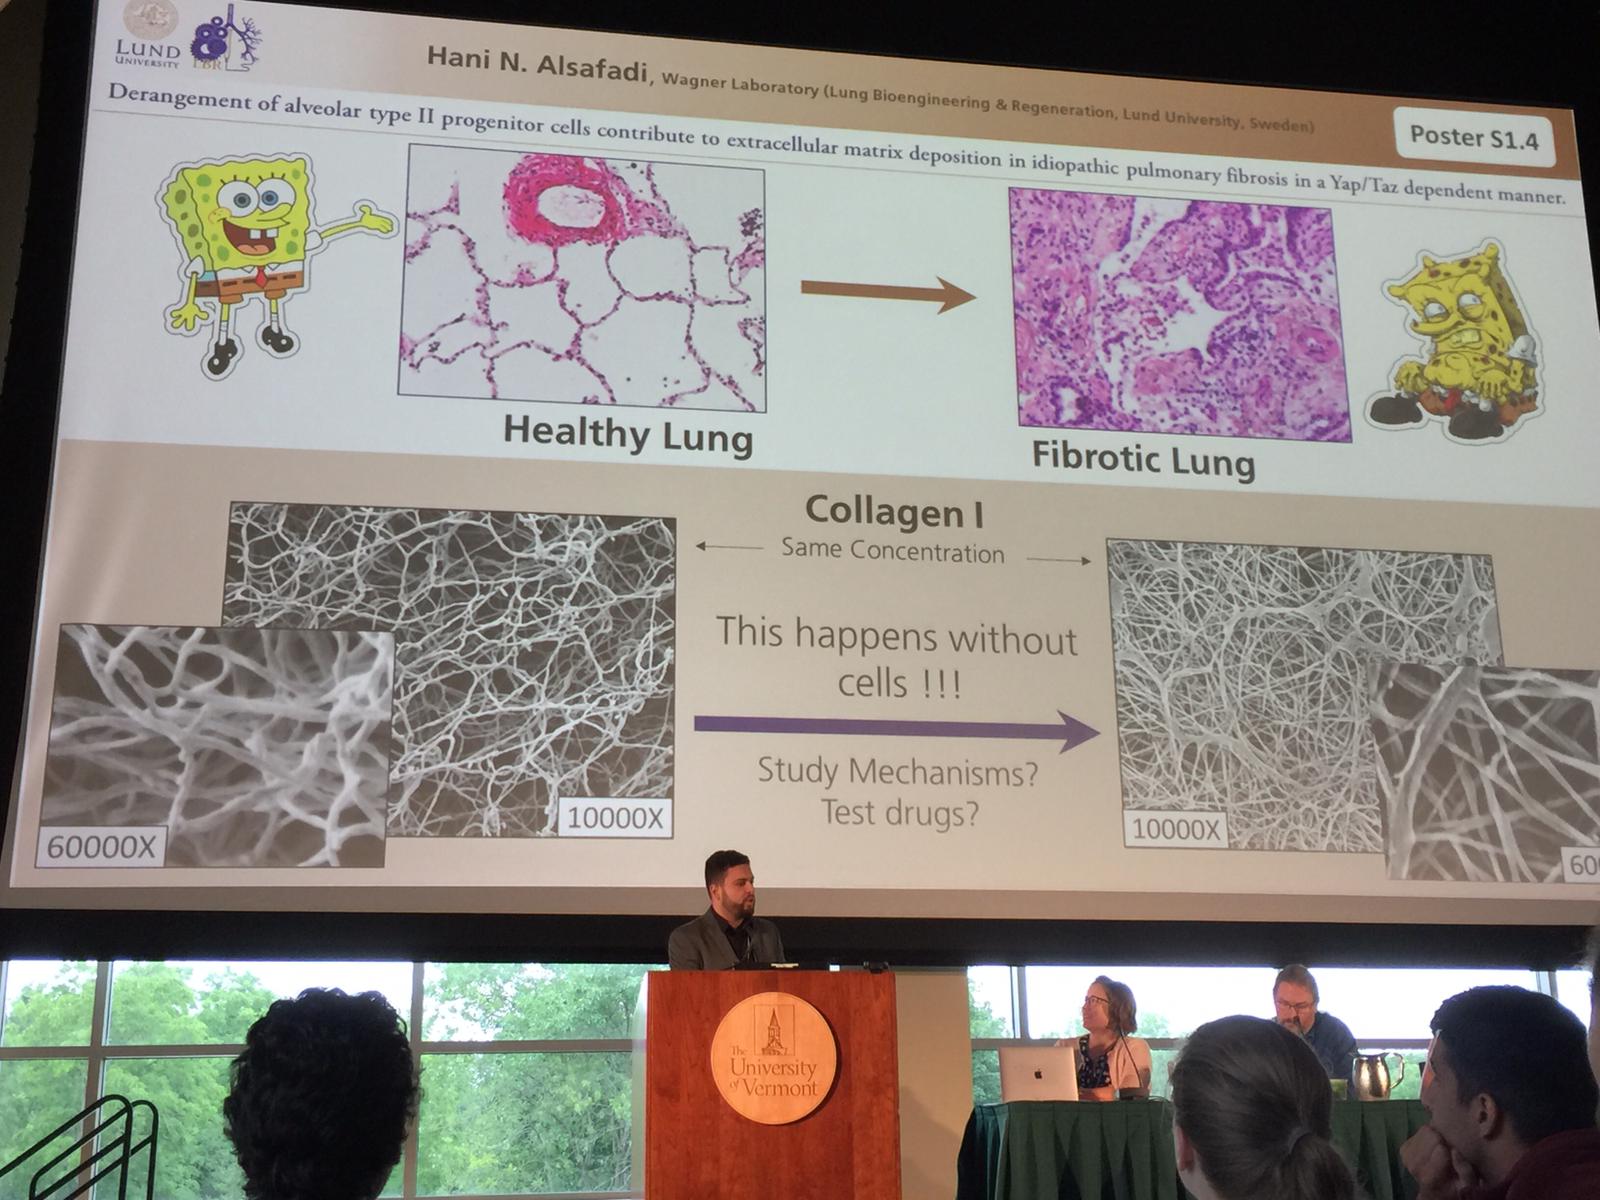 LUND
UNIVERSITY
LBR
Hani N. Alsafadi, Wagner Laboratory (Lung Bioengineering & Regeneration, Lund University, Sweden)
Poster S1.4
Derangement of alveolar type II progenitor cells contribute to extracellular matrix deposition in idiopathic pulmonary fibrosis in a Yap/Taz dependent manner.
Healthy Lung
Fibrotic Lung
Collagen I
Same Concentration
This happens without
cells !!!
Study Mechanisms?
Test drugs?
60000X
10000X
10000X
60
The
University
of Vermont